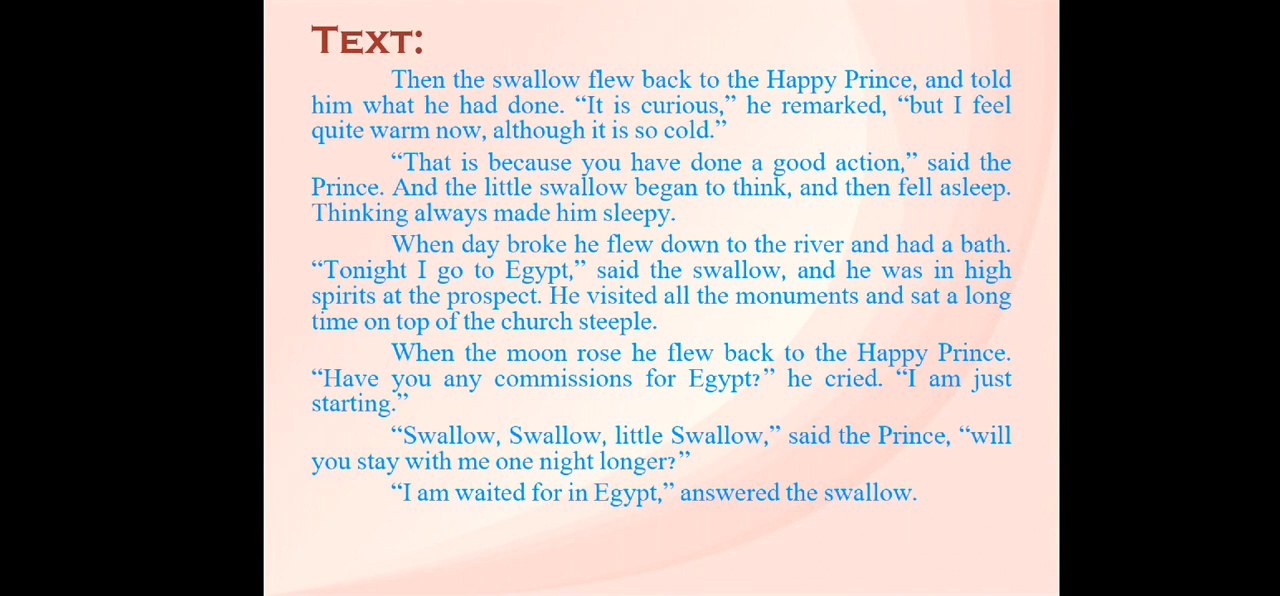 TEXT:
Then the swallow flew back to the Happy Prince, and told
him what he had done. “It is curious,” he remarked, “but I feel
quite warm now, although it is so cold.”
“That is because you have done a good action,” said the
Prince. And the little swallow began to think, and then fell asleep.
Thinking always made him sleepy.
When day broke he flew down to the river and had a bath.
“Tonight I go to Egypt,” said the swallow, and he was in high
spirits at the prospect. He visited all the monuments and sat a long
time on top of the church steeple.
When the moon rose he flew back to the Happy Prince.
“Have you any commissions for Egypt?” he cried. “I am just
starting.”
“Swallow, Swallow, little Swallow,” said the Prince, “will
you stay with me one night longer?”
“I am waited for in Egypt,” answered the swallow.